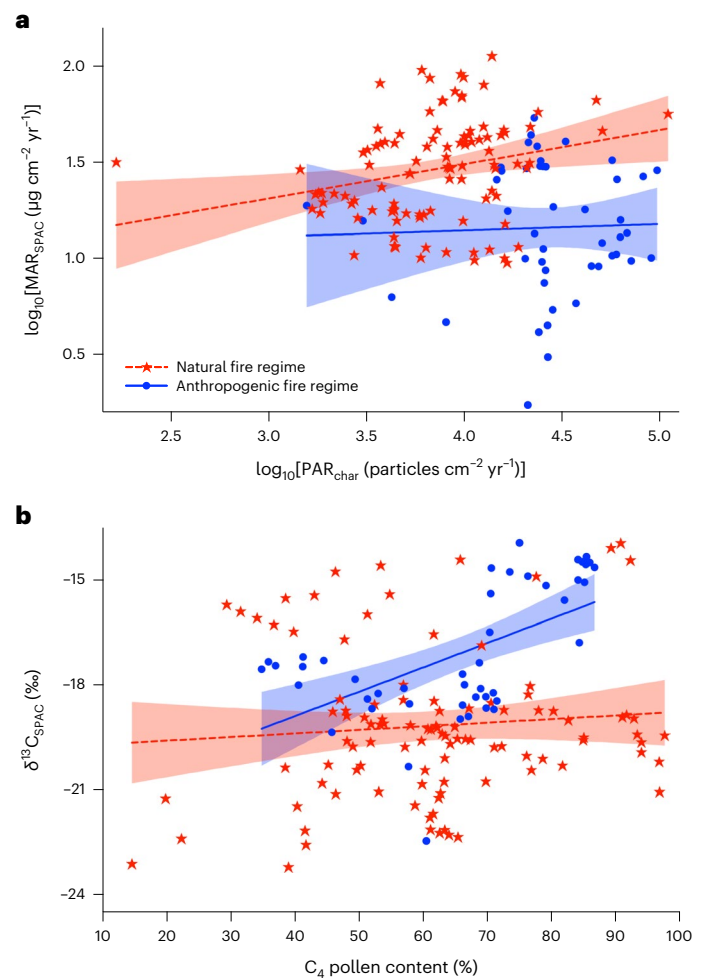 a
log10[MARSPAC (μg cm−2 yr−1)]
2.0
1.5
1.0
0.5
Natural fire regime
Anthropogenic fire regime
2.5 3.0 3.5 4.0 4.5 5.0
log10[PARchar (particles cm−2 yr−1)]
b
δ13CSPAC (‰)
−15
−18
−21
−24
10 20 30 40 50 60 70 80 90 100
C4 pollen content (%)